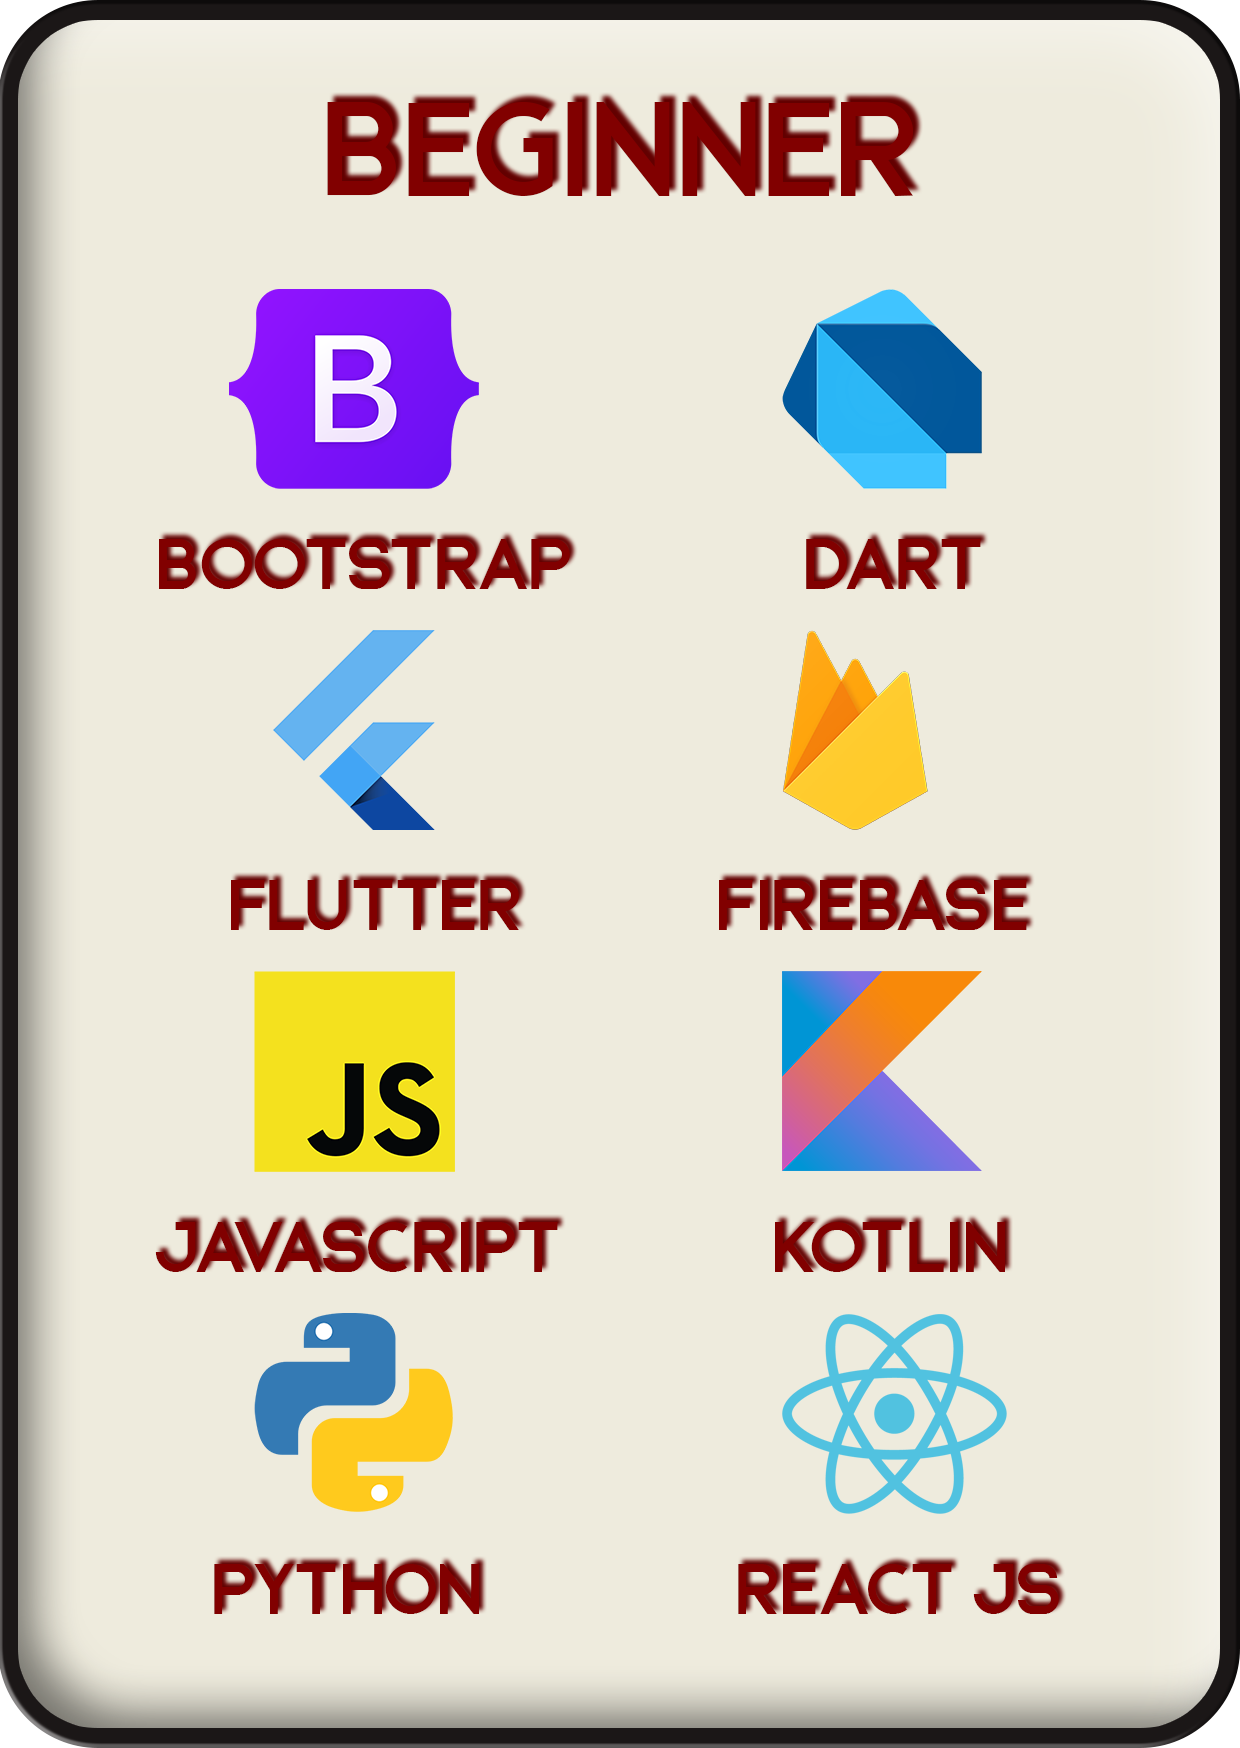 BEGINNER
B
BOOTSTRAP
DART
FLUTTER
FIREBASE
JS
JAVASCRIPT
KOTLIN
PYTHON
REACT JS